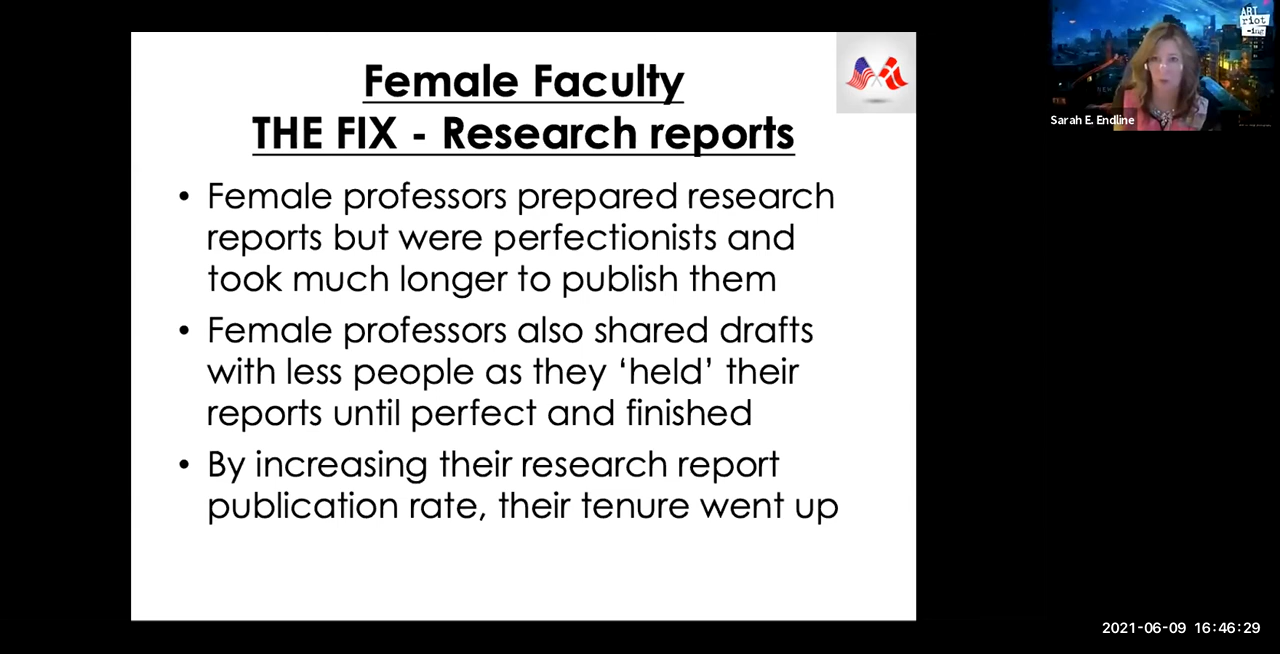 Female Faculty
THE FIX - Research reports
• Female professors prepared research
reports but were perfectionists and
took much longer to publish them
• Female professors also shared drafts
with less people as they ‘held’ their
reports until perfect and finished
• By increasing their research report
publication rate, their tenure went up
ART
riot
-ing
Sarah E. Endline
2021-06-09 16:46:29